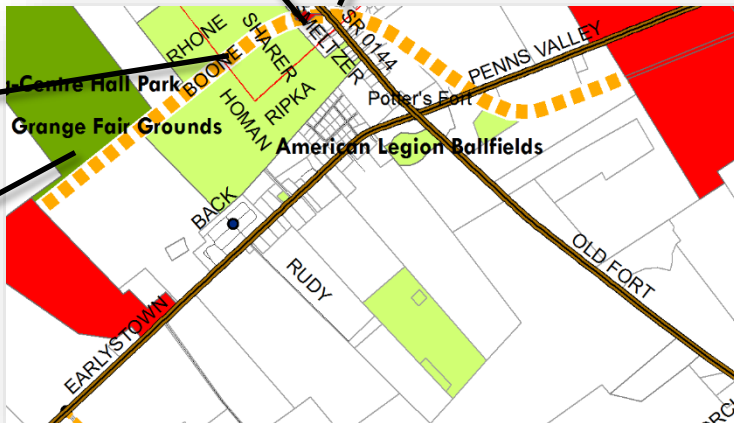 RHONE
SHARER
MELTZER
SR 0144
PENNS VALLEY
BOONE
-Centre Hall Park
HOMAN
RIPKA
Potter's Fort
Grange Fair Grounds
American Legion Ballfields
BACK
RUDY
OLD FORT
EARLYSTOWN